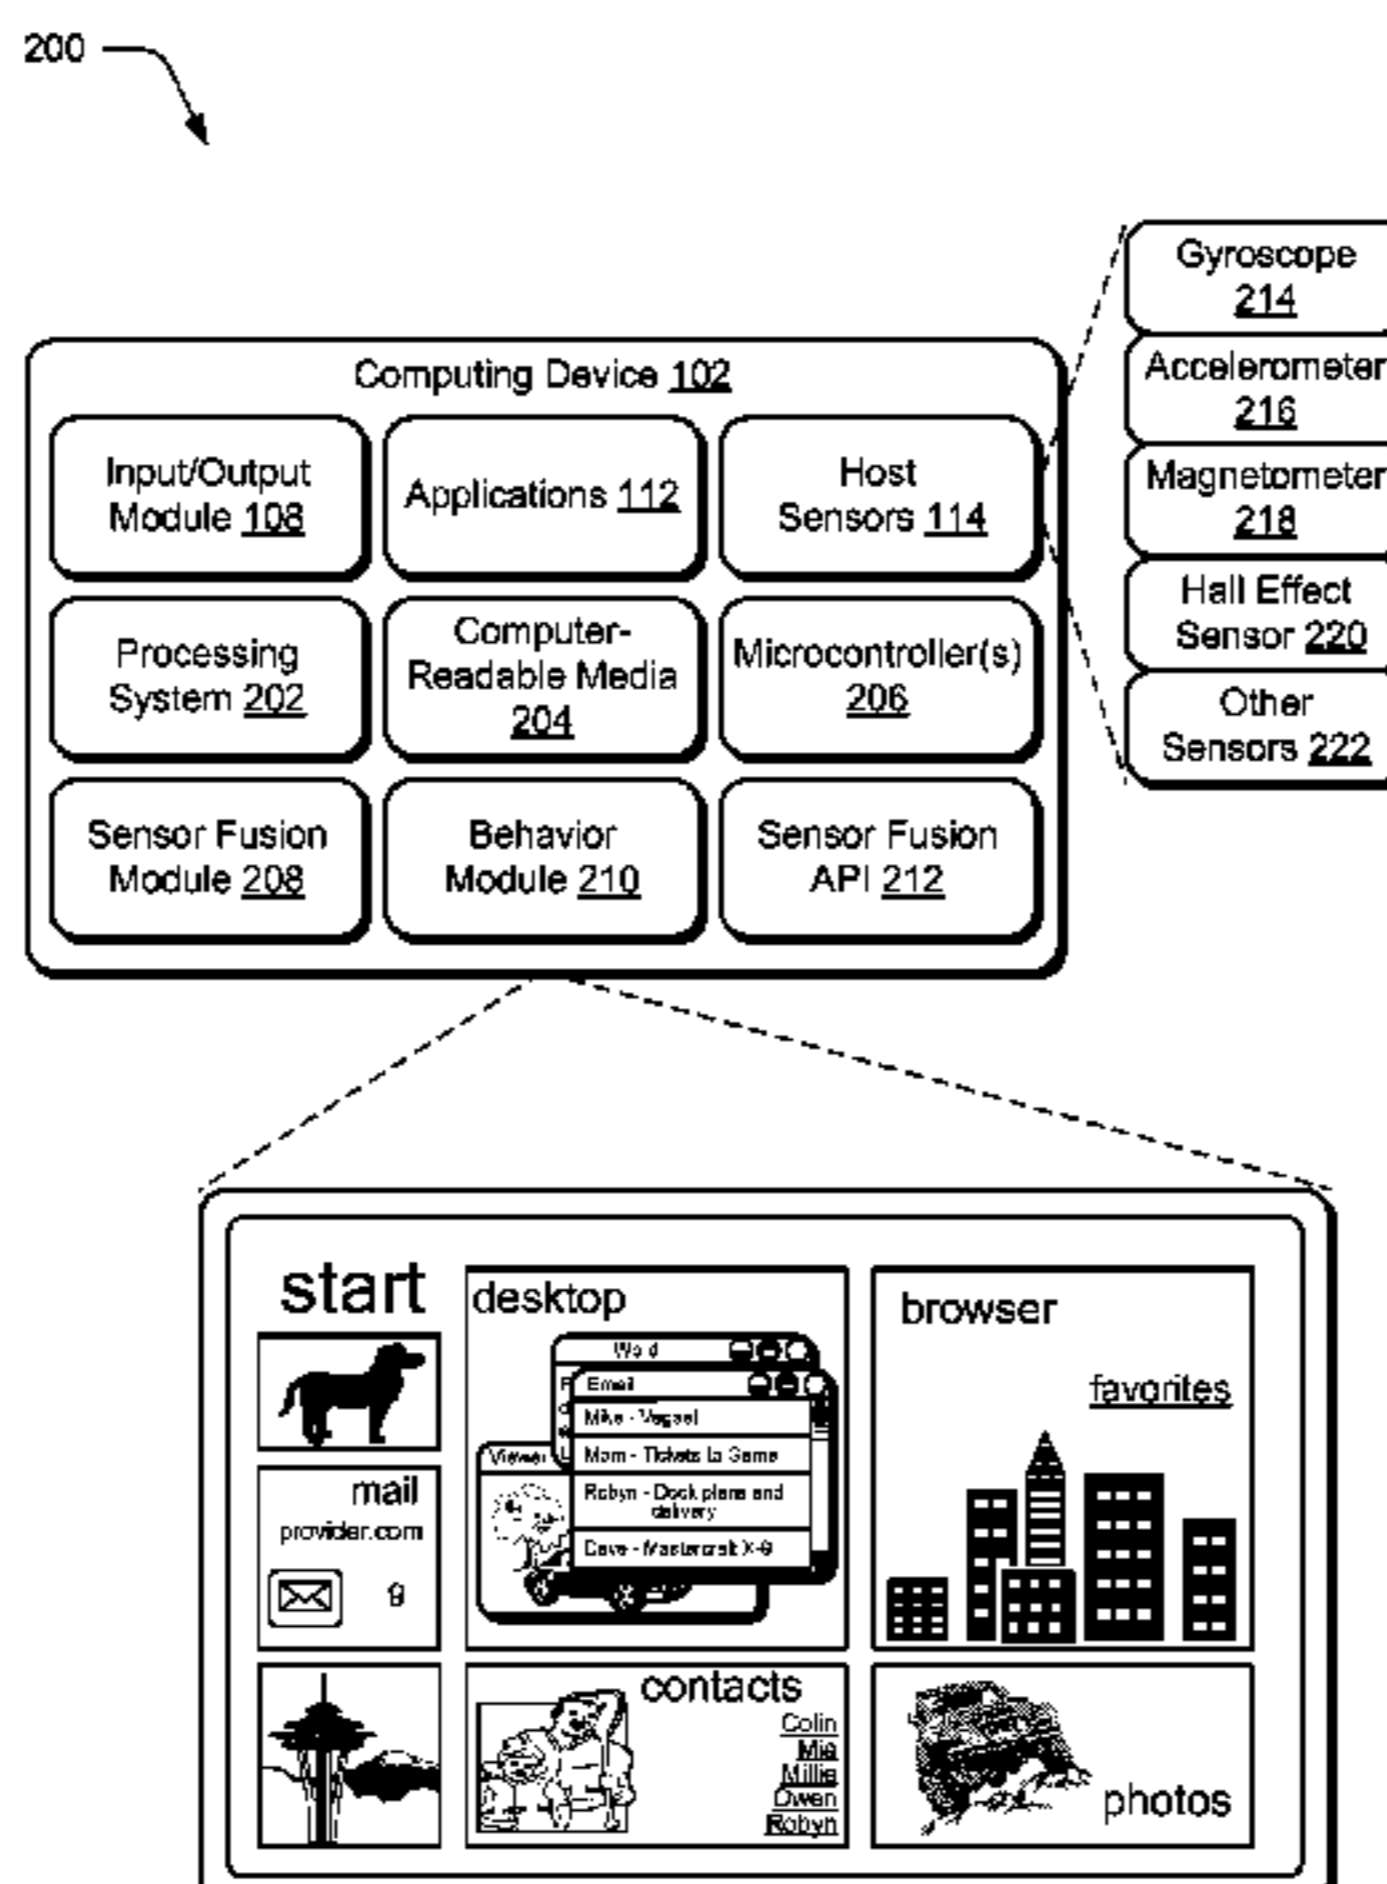 200
Gyroscope
214
Accelerometer
216
Magnetometer
218
Hall Effect
Sensor 220
Other
Sensors 222
Computing Device 102
Input/Output
Module 108
Applications 112
Host
Sensors 114
Processing
System 202
Computer-
Readable Media
204
Microcontroller(s)
206
Sensor Fusion
Module 208
Behavior
Module 210
Sensor Fusion
API 212
start
desktop
Email
Mike -
Mom - Tickets to Game
Robyn - Dock plans and
delivery
Dave - Mastercraft X-9
Viewer
browser
favorites
mail
provider.com
9
contacts
Colin
Mia
Millie
Owen
Robyn
photos